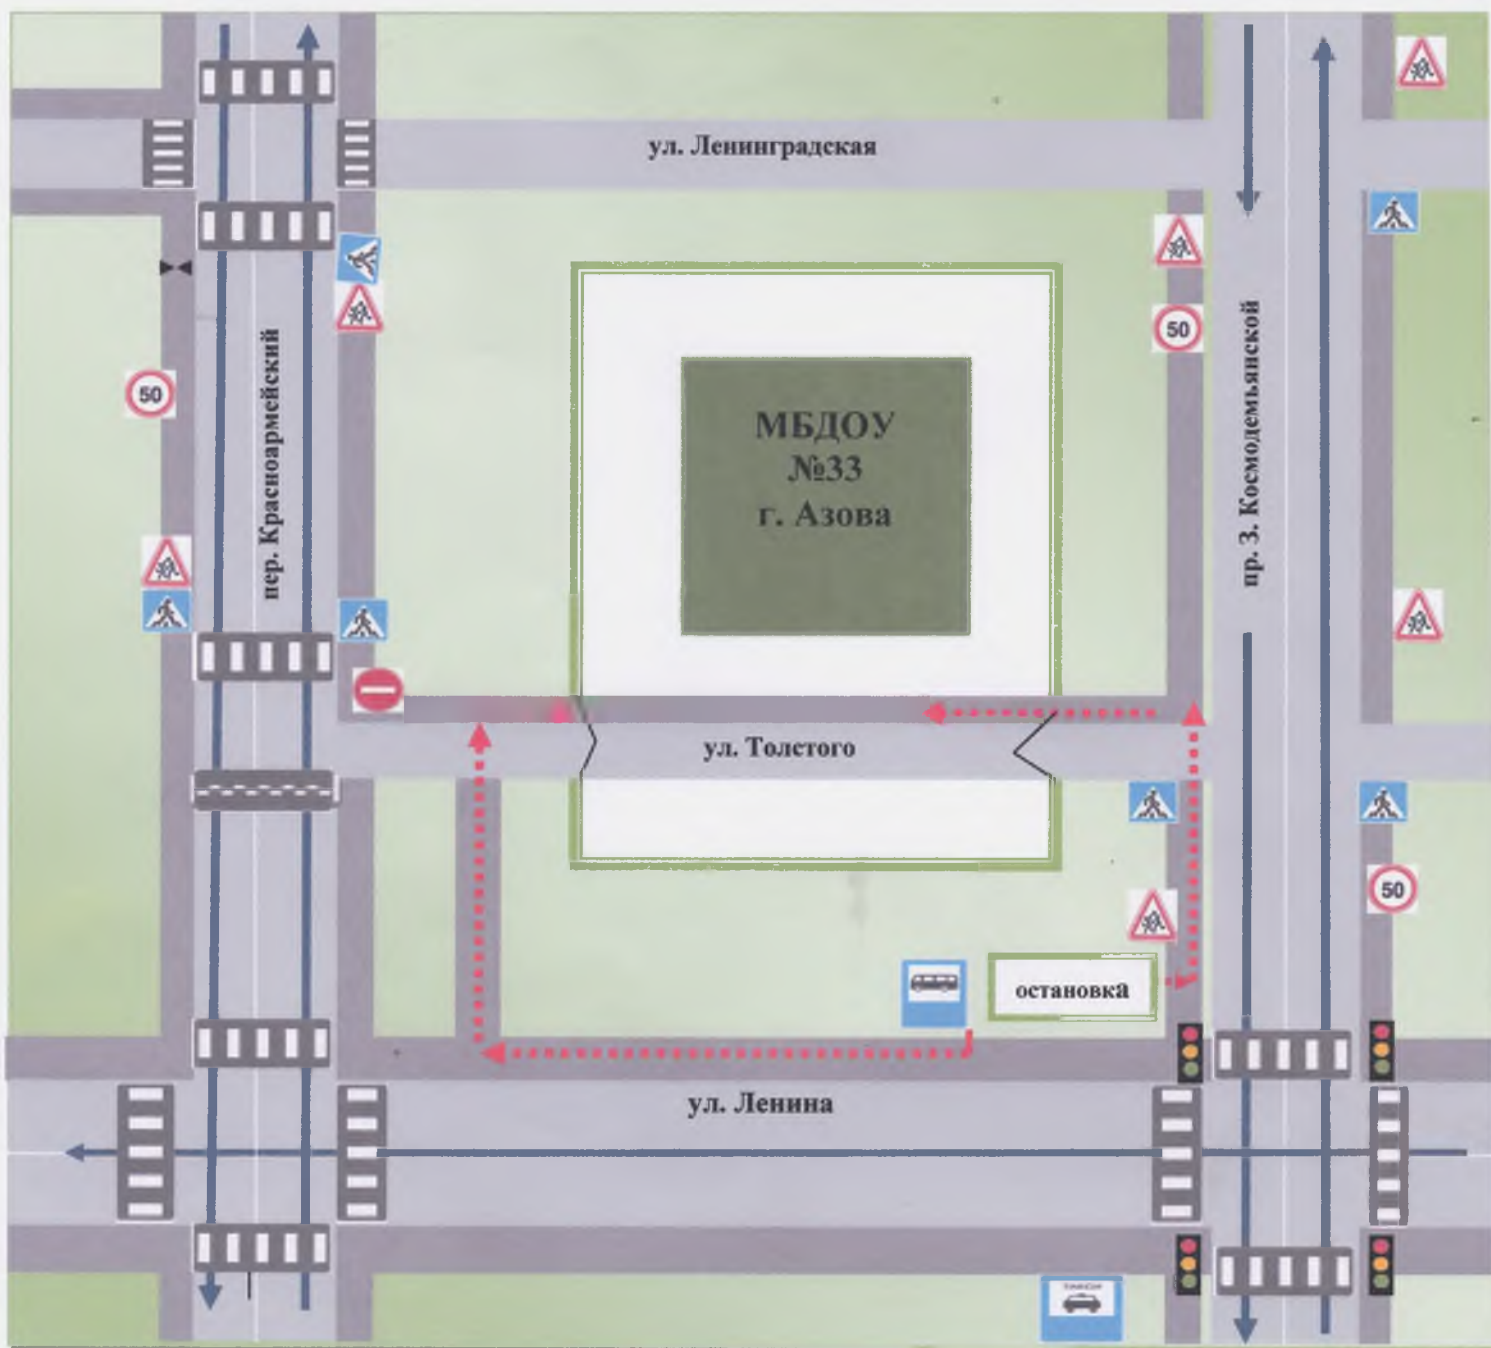 ул. Ленинградская
пер. Красноармейский
пр. З. Космодемьянской
50
50
МБДОУ
№33
г. Азова
ул. Толстого
50
остановка
ул. Ленина